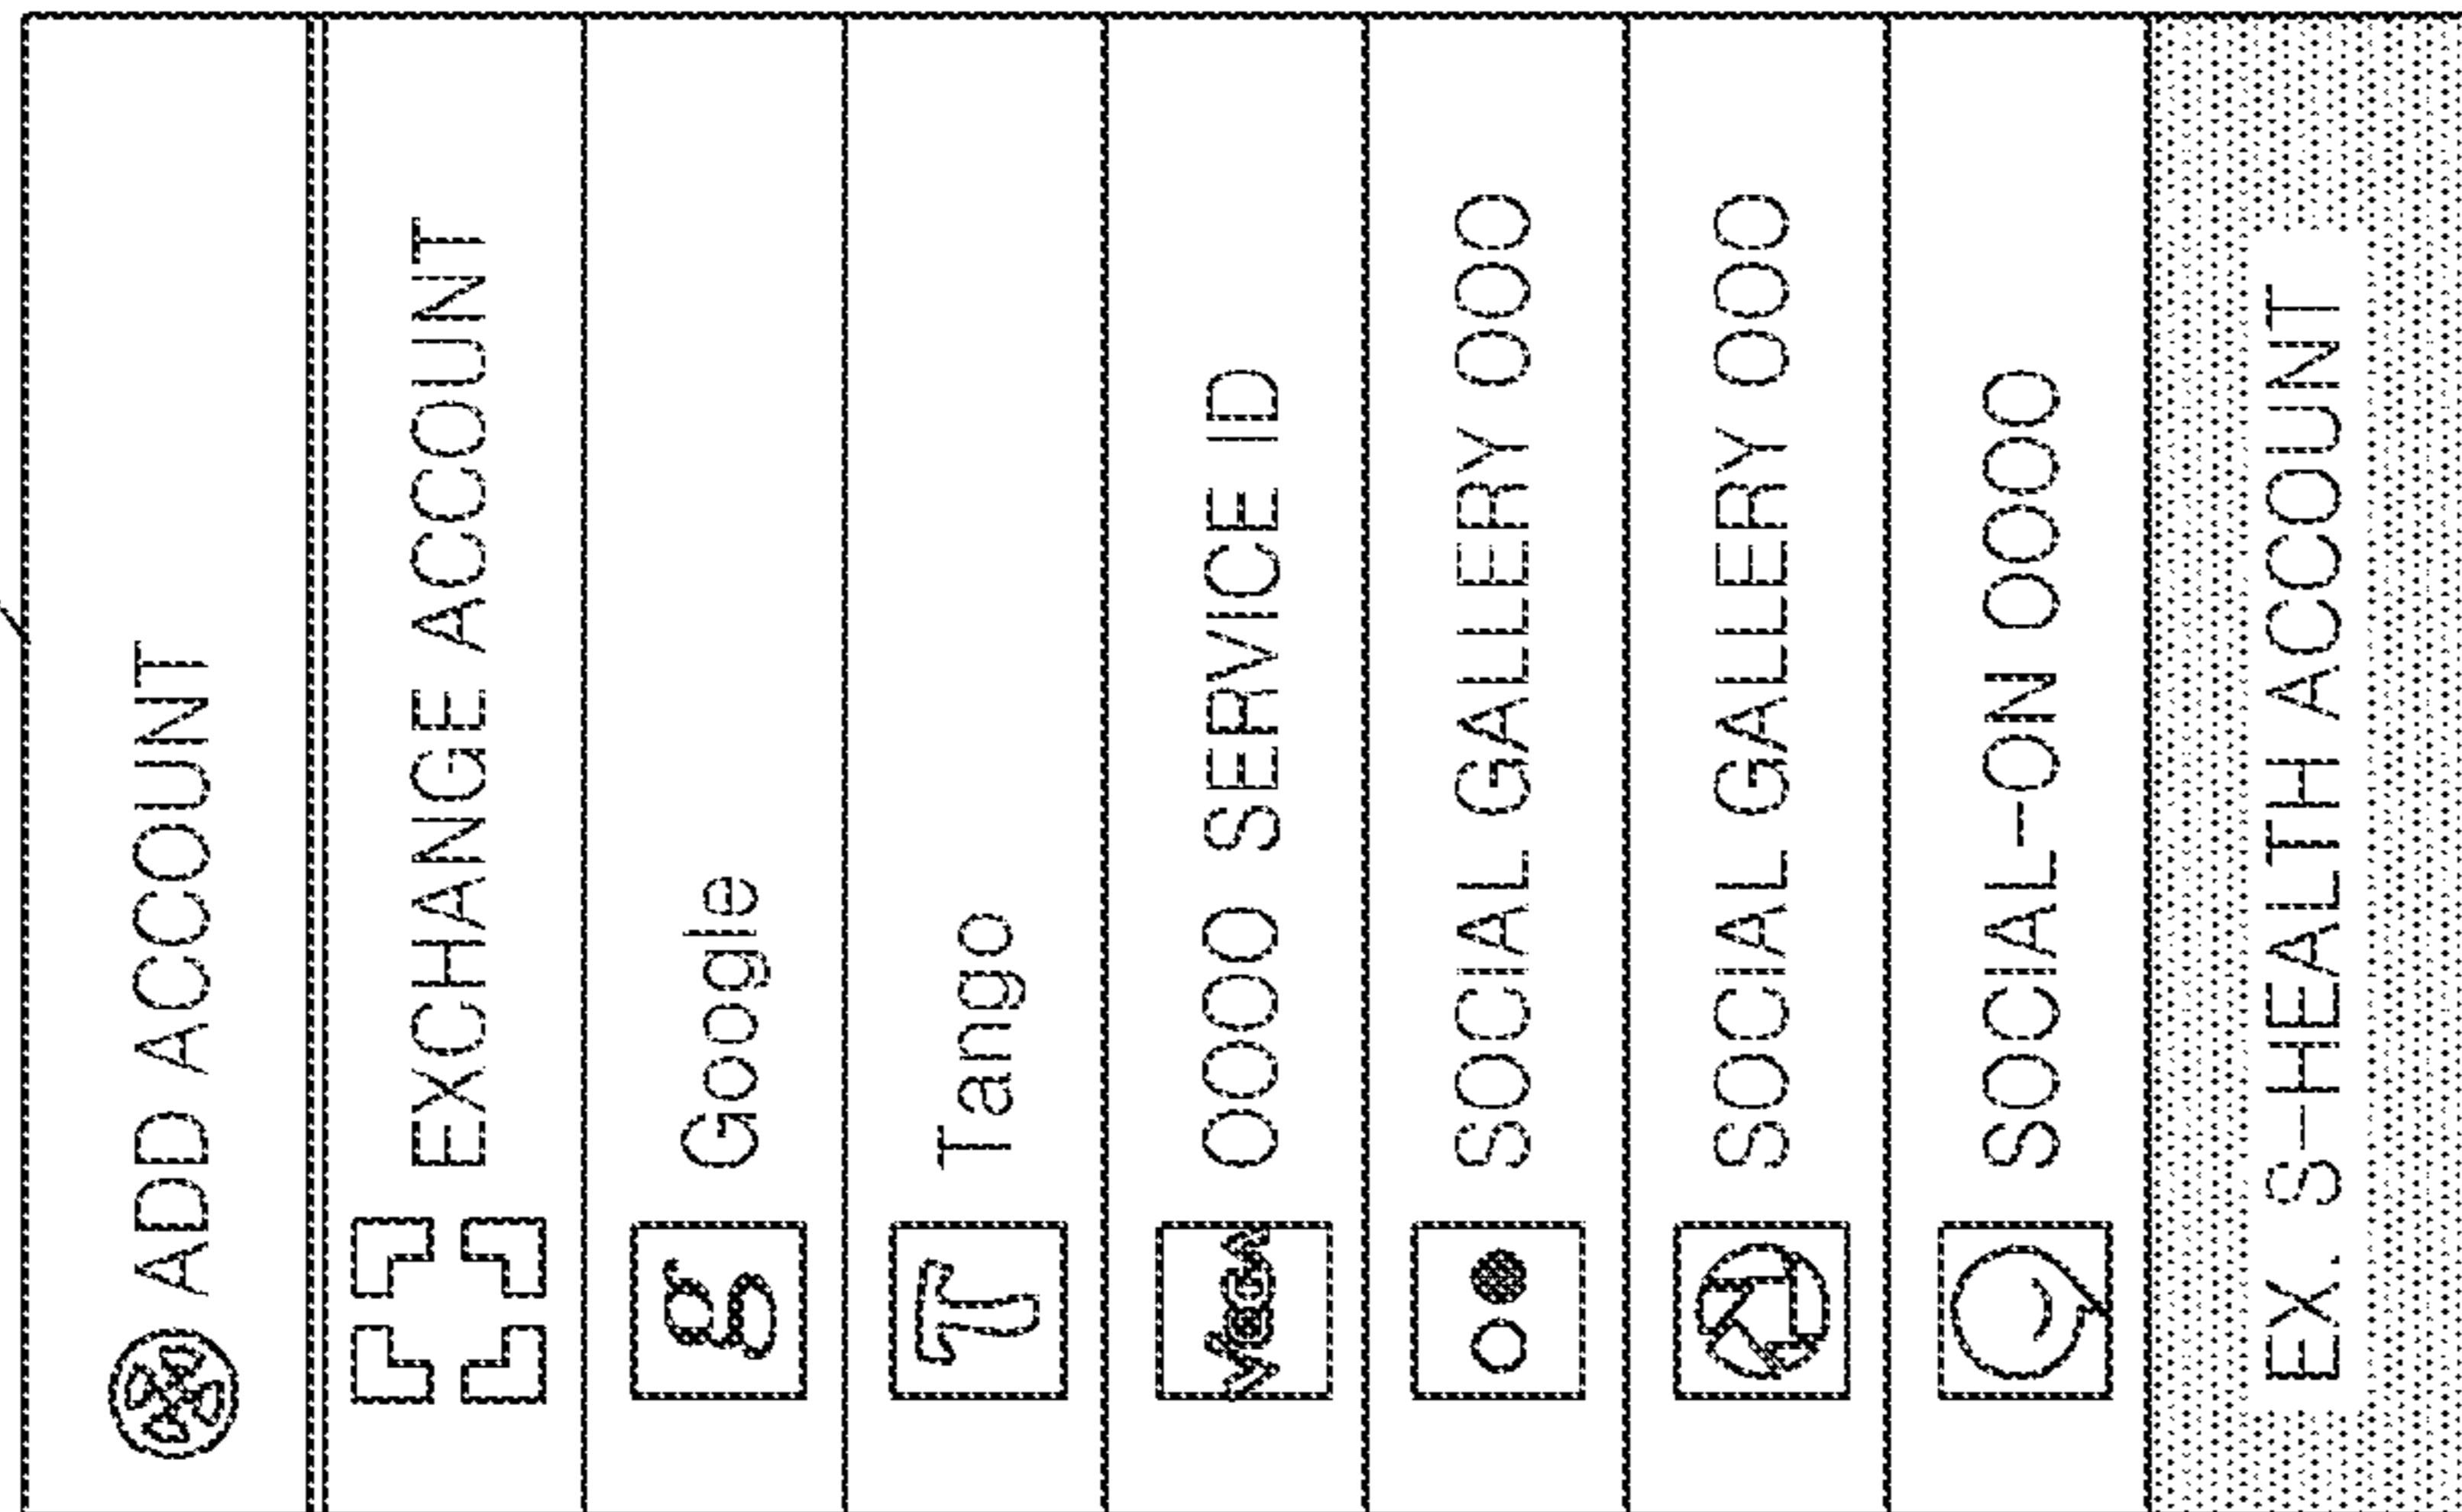 ADD ACCOUNT
EXCHANGE ACCOUNT
g Google
T Tango
VEGA OOOO SERVICE ID
SOCIAL GALLERY OOO
SOCIAL GALLERY OOO
SOCIAL-ON OOOO
EX. S-HEALTH ACCOUNT